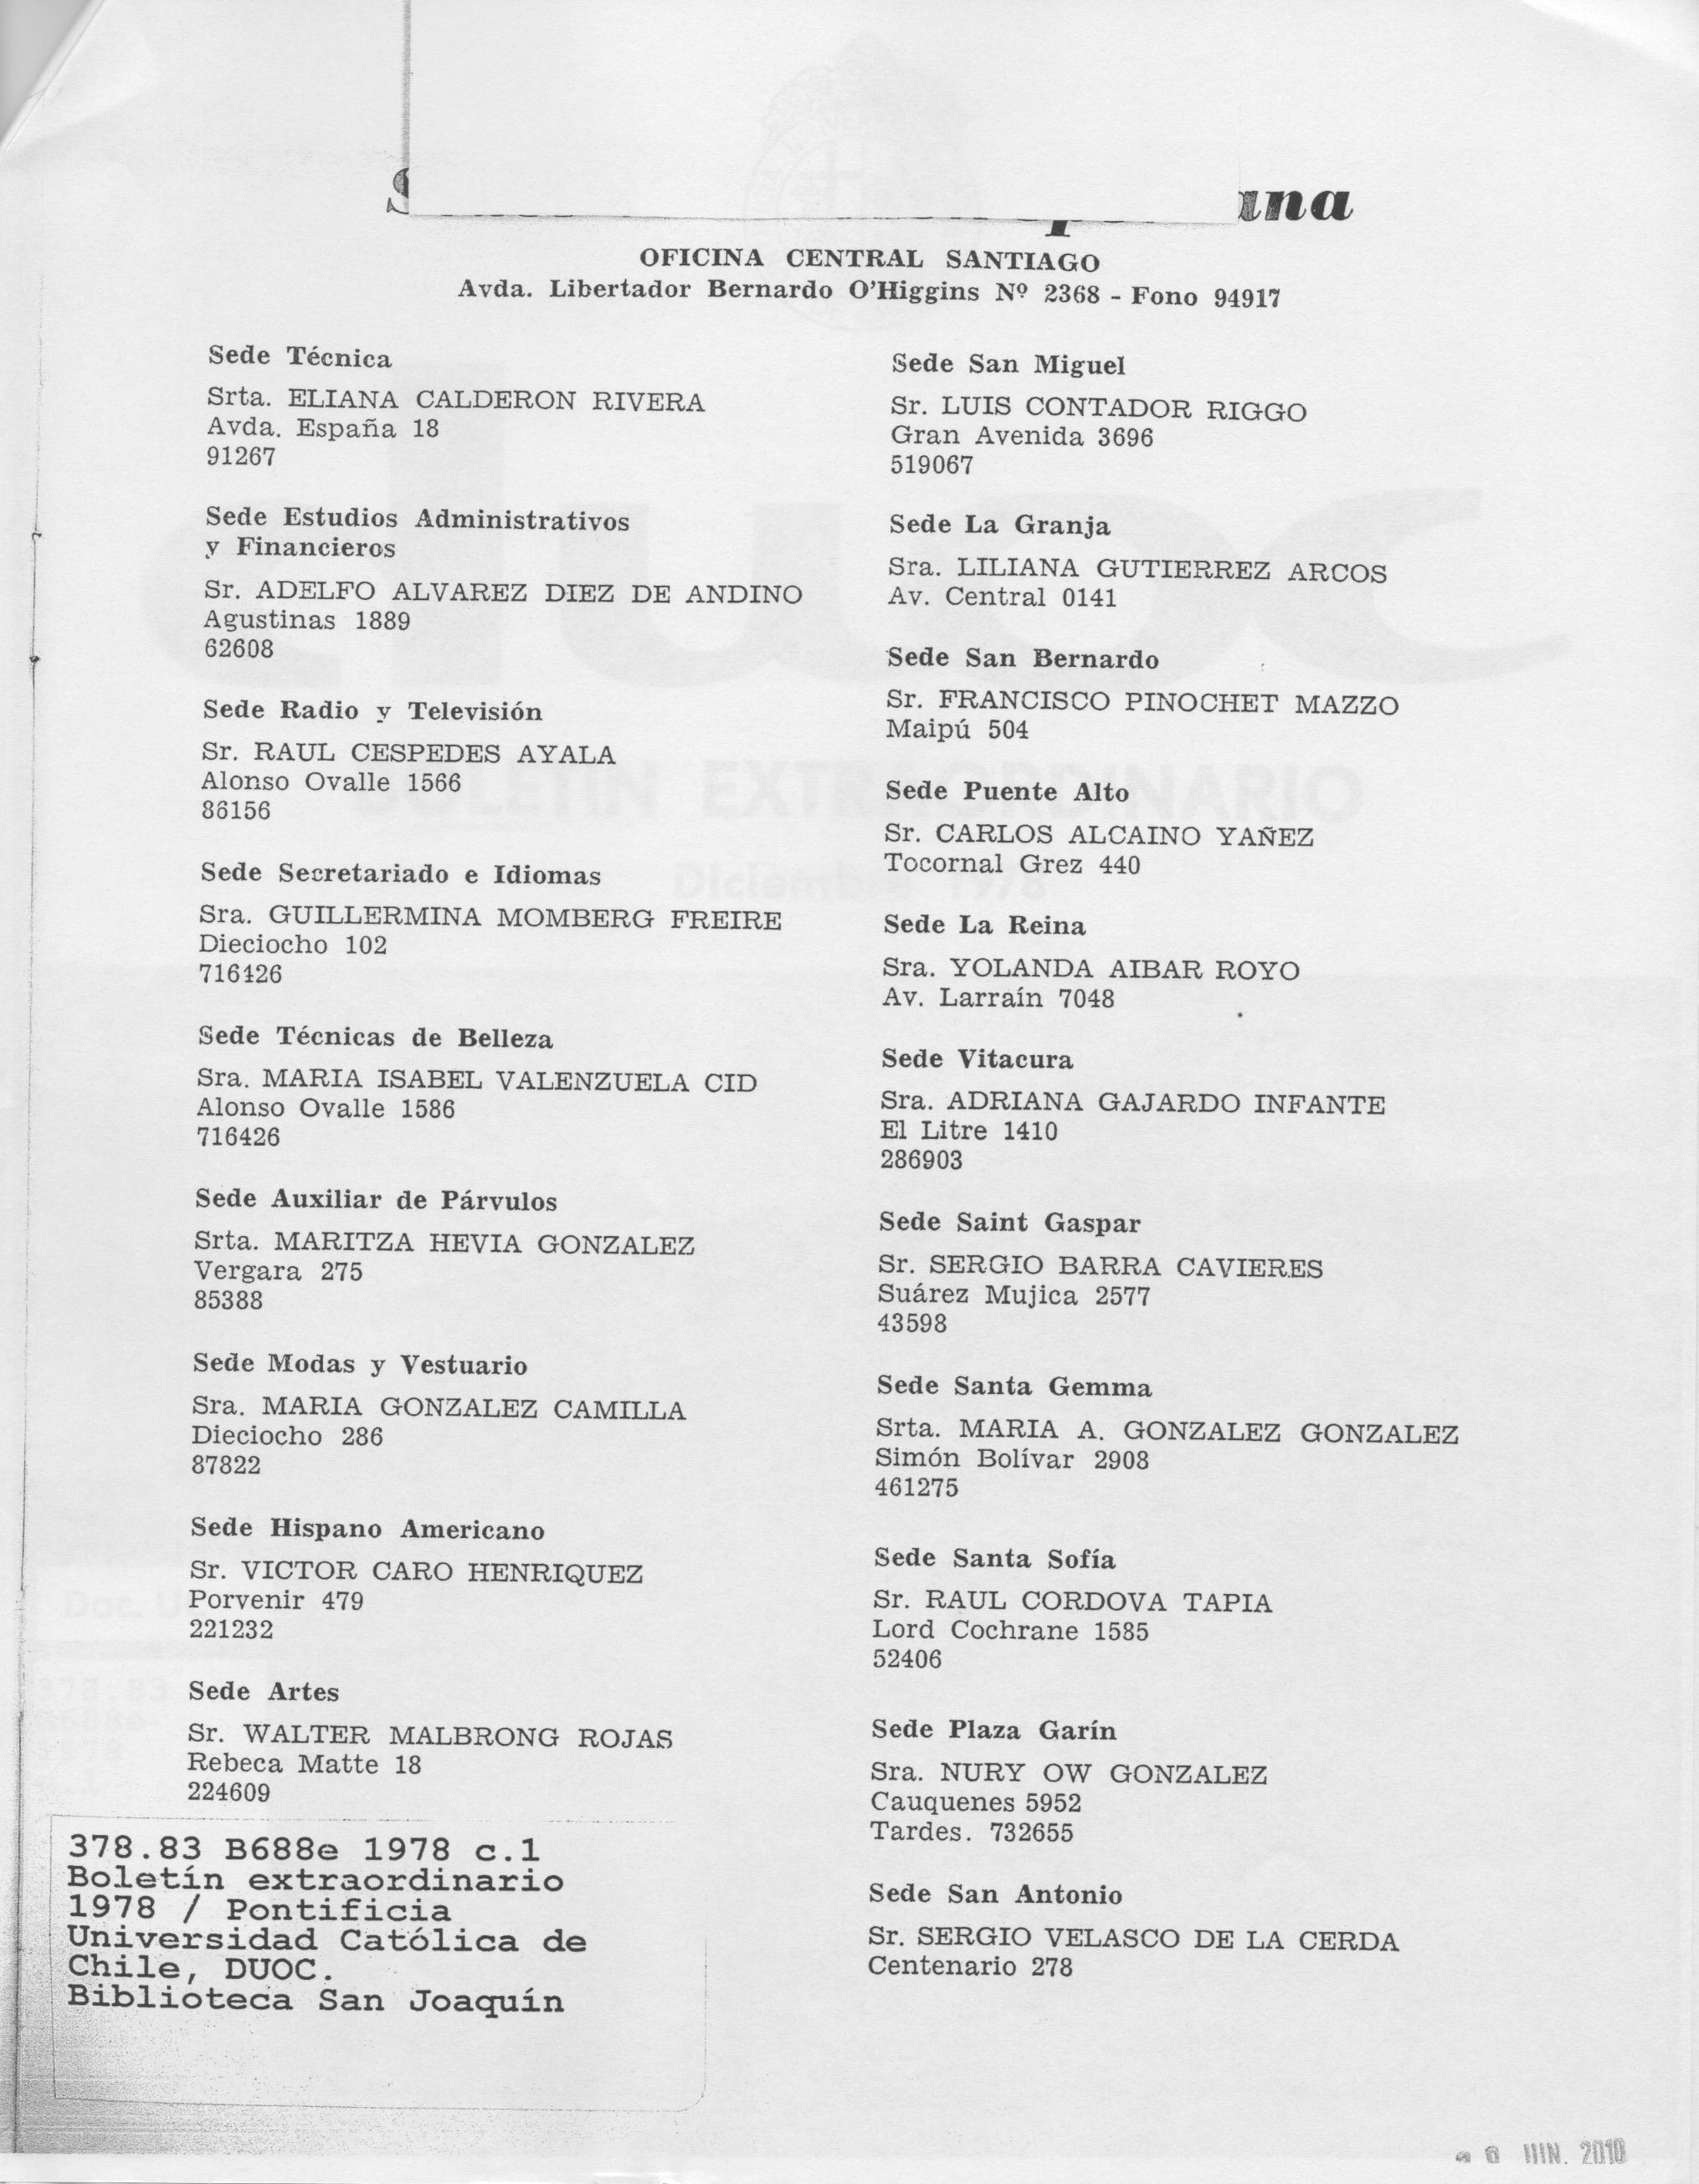 OFICINA CENTRAL SANTIAGO
Avda. Libertador Bernardo O'Higgins Nº 2368 - Fono 94917
Sede Técnica
Srta. ELIANA CALDERON RIVERA
Avda. España 18
91267
Sede Estudios Administrativos
y Financieros
Sr. ADELFO ALVAREZ DIEZ DE ANDINO
Agustinas 1889
62608
Sede Radio y Televisión
Sr. RAUL CESPEDES AYALA
Alonso Ovalle 1566
86156
Sede Secretariado e Idiomas
Sra. GUILLERMINA MOMBERG FREIRE
Dieciocho 102
716426
Sede Técnicas de Belleza
Sra. MARIA ISABEL VALENZUELA CID
Alonso Ovalle 1586
716426
Sede Auxiliar de Párvulos
Srta. MARITZA HEVIA GONZALEZ
Vergara 275
85388
Sede Modas y Vestuario
Sra. MARIA GONZALEZ CAMILLA
Dieciocho 286
87822
Sede Hispano Americano
Sr. VICTOR CARO HENRIQUEZ
Porvenir 479
221232
Sede Artes
Sr. WALTER MALBRONG ROJAS
Rebeca Matte 18
224609
378.83 B688e 1978 c.1
Boletín extraordinario
1978 / Pontificia
Universidad Católica de
Chile, DUOC.
Biblioteca San Joaquín
Sede San Miguel
Sr. LUIS CONTADOR RIGGO
Gran Avenida 3696
519067
Sede La Granja
Sra. LILIANA GUTIERREZ ARCOS
Av. Central 0141
Sede San Bernardo
Sr. FRANCISCO PINOCHET MAZZO
Maipú 504
Sede Puente Alto
Sr. CARLOS ALCAINO YAÑEZ
Tocornal Grez 440
Sede La Reina
Sra. YOLANDA AIBAR ROYO
Av. Larraín 7048
Sede Vitacura
Sra. ADRIANA GAJARDO INFANTE
El Litre 1410
286903
Sede Saint Gaspar
Sr. SERGIO BARRA CAVIERES
Suárez Mujica 2577
43598
Sede Santa Gemma
Srta. MARIA A. GONZALEZ GONZALEZ
Simón Bolívar 2908
461275
Sede Santa Sofía
Sr. RAUL CORDOVA TAPIA
Lord Cochrane 1585
52406
Sede Plaza Garín
Sra. NURY OW GONZALEZ
Cauquenes 5952
Tardes. 732655
Sede San Antonio
Sr. SERGIO VELASCO DE LA CERDA
Centenario 278
2010